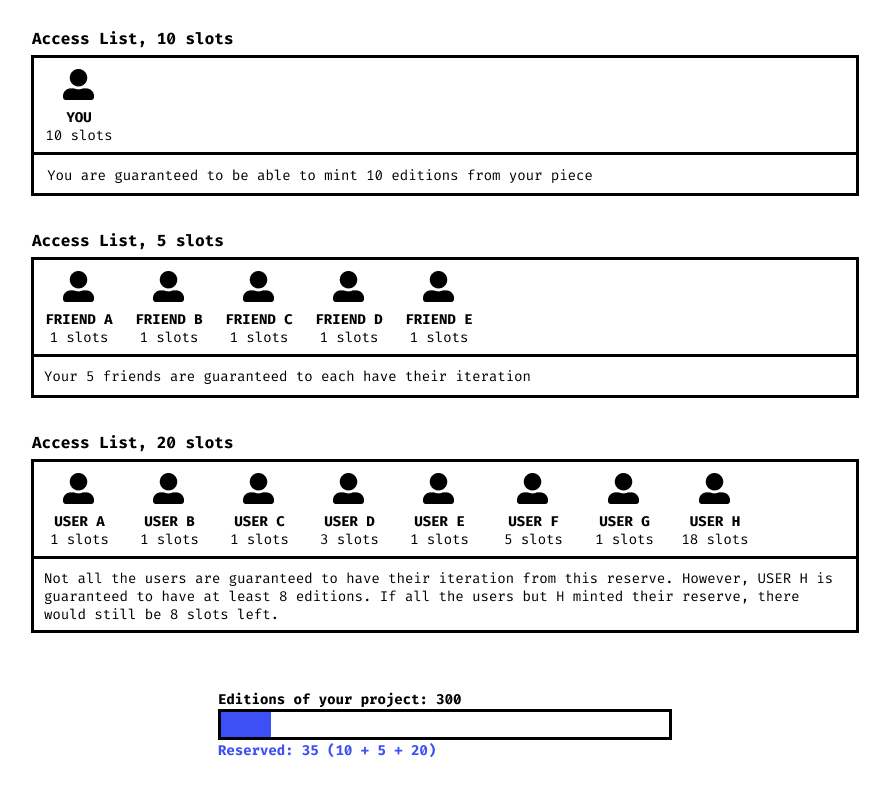 Access List, 10 slots
YOU
10 slots
You are guaranteed to be able to mint 10 editions from your piece
Access List, 5 slots
FRIEND A FRIEND B FRIEND C FRIEND D FRIEND E
1 slots 1 slots 1 slots 1 slots 1 slots
Your 5 friends are guaranteed to each have their iteration
Access List, 20 slots
USER A USER B USER C USER D USER E USER F USER G USER H
1 slots 1 slots 1 slots 3 slots 1 slots 5 slots 1 slots 18 slots
Not all the users are guaranteed to have their iteration from this reserve. However, USER H is
guaranteed to have at least 8 editions. If all the users but H minted their reserve, there
would still be 8 slots left.
Editions of your project: 300
Reserved: 35 (10 + 5 + 20)